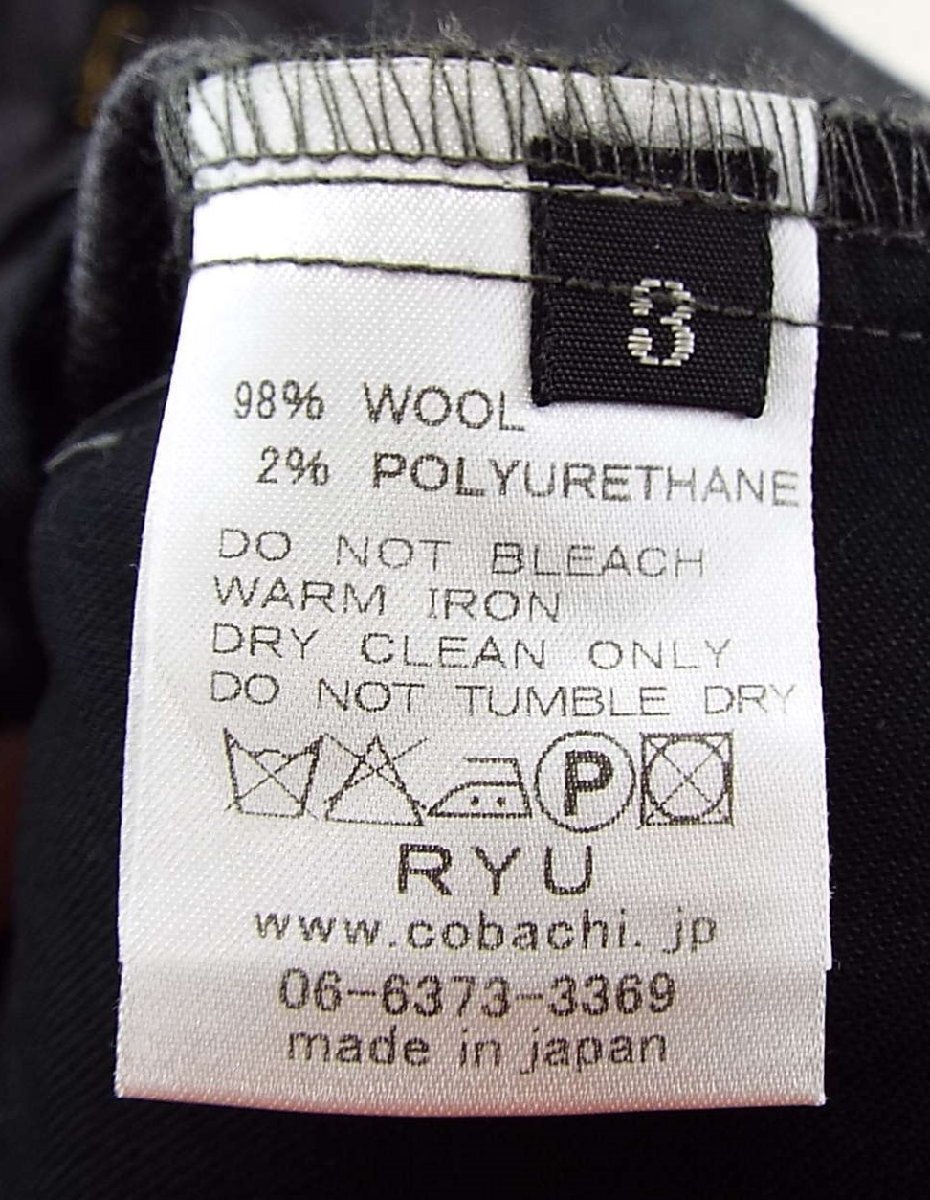 3
98% WOOL
2% POLYURETHANE
DO NOT BLEACH
WARM IRON
DRY CLEAN ONLY
DO NOT TUMBLE DRY
P
RYU
www.cobachi.jp
06-6373-3369
made in japan